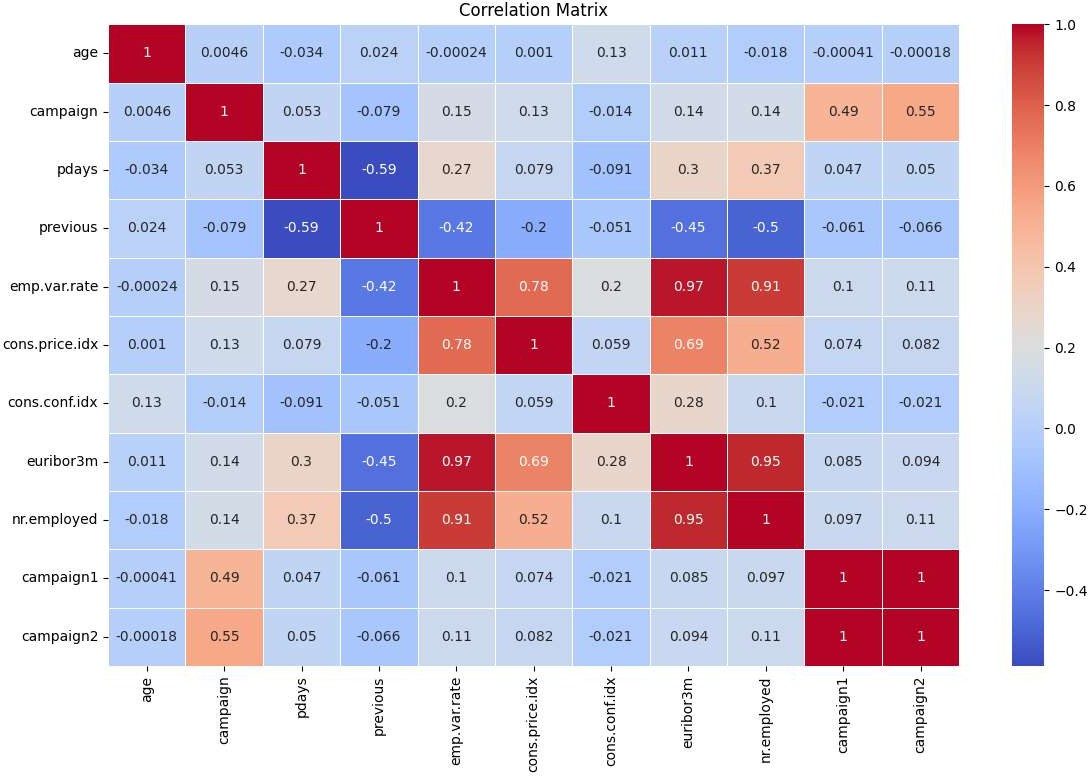 Correlation Matrix
age 1 0.0046 -0.034 0.024 -0.00024 0.001 0.13 0.011 -0.018 -0.00041 -0.00018
campaign 0.0046 1 0.053 -0.079 0.15 0.13 -0.014 0.14 0.14 0.49 0.55
pdays -0.034 0.053 1 -0.59 0.27 0.079 -0.091 0.3 0.37 0.047 0.05
previous 0.024 -0.079 -0.59 1 -0.42 -0.2 -0.051 -0.45 -0.5 -0.061 -0.066
emp.var.rate -0.00024 0.15 0.27 -0.42 1 0.78 0.2 0.97 0.91 0.1 0.11
cons.price.idx 0.001 0.13 0.079 -0.2 0.78 1 0.059 0.69 0.52 0.074 0.082
cons.conf.idx 0.13 -0.014 -0.091 -0.051 0.2 0.059 1 0.28 0.1 -0.021 -0.021
euribor3m 0.011 0.14 0.3 -0.45 0.97 0.69 0.28 1 0.95 0.085 0.094
nr.employed -0.018 0.14 0.37 -0.5 0.91 0.52 0.1 0.95 1 0.097 0.11
campaign1 -0.00041 0.49 0.047 -0.061 0.1 0.074 -0.021 0.085 0.097 1 1
campaign2 -0.00018 0.55 0.05 -0.066 0.11 0.082 -0.021 0.094 0.11 1 1
age campaign pdays previous emp.var.rate cons.price.idx cons.conf.idx euribor3m nr.employed campaign1 campaign2
1.0
0.8
0.6
0.4
0.2
0.0
−0.2
−0.4